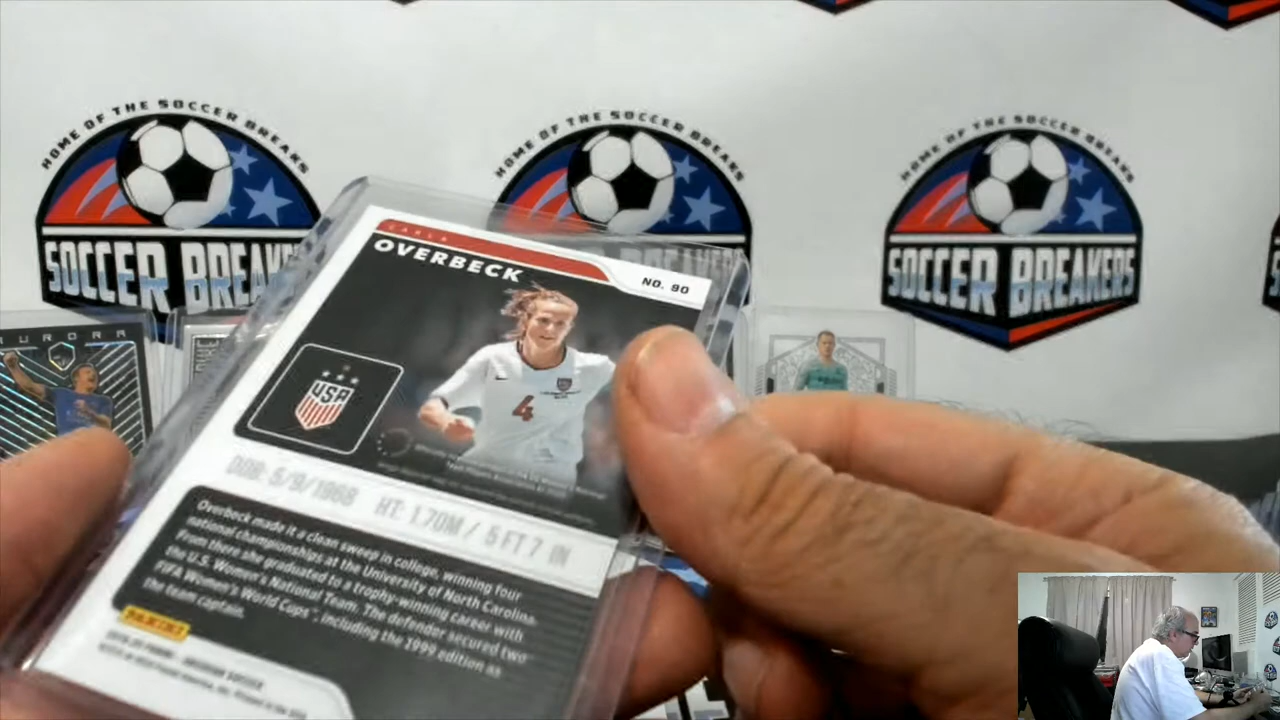 HOME OF THE SOCCER BREAKS
HOME OF THE SOCCER BREAKS
HOME OF THE SOCCER BREAKS
SOCCER BREAK
SOCCER BREAKERS
AURORA
CARLA
OVERBECK
NO. 90
USA
4
DOB: 5/9/1968 HT: 1.70M / 5 FT 7 IN
Overbeck made it a clean sweep in college, winning four
national championships at the University of North Carolina.
From there she graduated to a trophy-winning career with
the U.S. Women's National Team. The defender secured two
FIFA Women's World Cups™, including the 1999 edition as
the team captain.
PANINI